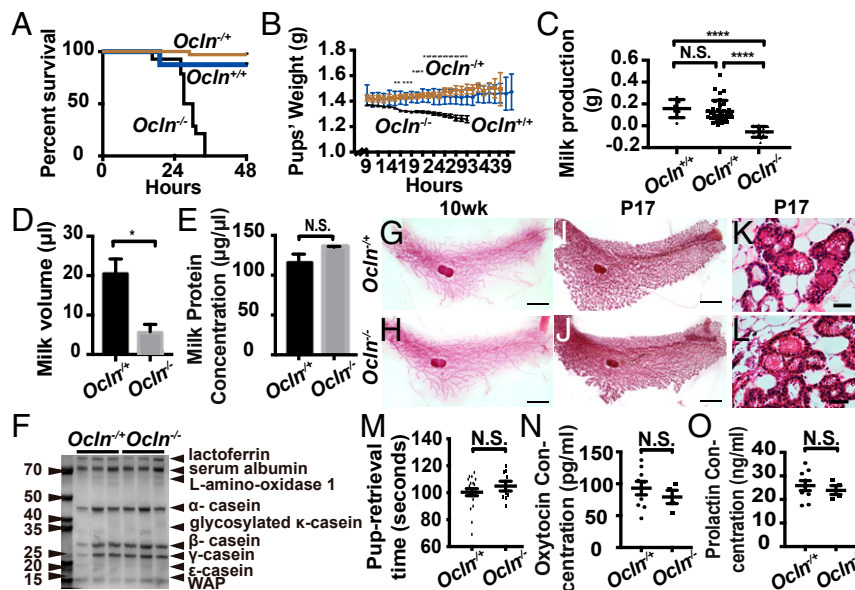 A
Percent survival
100
50
0
Ocln-/+
Ocln+/+
Ocln-/-
0 24 48
Hours
B
Pups' Weight (g)
1.8
1.6
1.4
1.2
1.0
Ocln-/+
Ocln-/-
Ocln+/+
9 14 19 24 29 34 39
Hours
C
Milk production
(g)
0.6
0.4
0.2
0.0
-0.2
****
N.S.
****
Ocln+/+
Ocln-/+
Ocln-/-
D
Milk volume (µl)
30
20
10
0
*
Ocln-/+
Ocln-/-
E
Milk Protein
Concentration (µg/µl)
150
100
50
0
N.S.
Ocln-/+
Ocln-/-
10wk
P17
P17
G
I
K
Ocln-/+
H
J
L
Ocln-/-
F
Ocln-/+ Ocln-/-
70
50
40
35
25
20
15
lactoferrin
serum albumin
L-amino-oxidase 1
α- casein
glycosylated κ-casein
β- casein
γ-casein
ε-casein
WAP
M
Pup-retrieval
time (seconds)
140
120
100
80
60
N.S.
Ocln-/+
Ocln-/-
N
Oxytocin Con-
centration (pg/ml)
150
100
50
0
N.S.
Ocln-/+
Ocln-/-
O
Prolactin Con-
centration (ng/ml)
40
30
20
10
0
N.S.
Ocln-/+